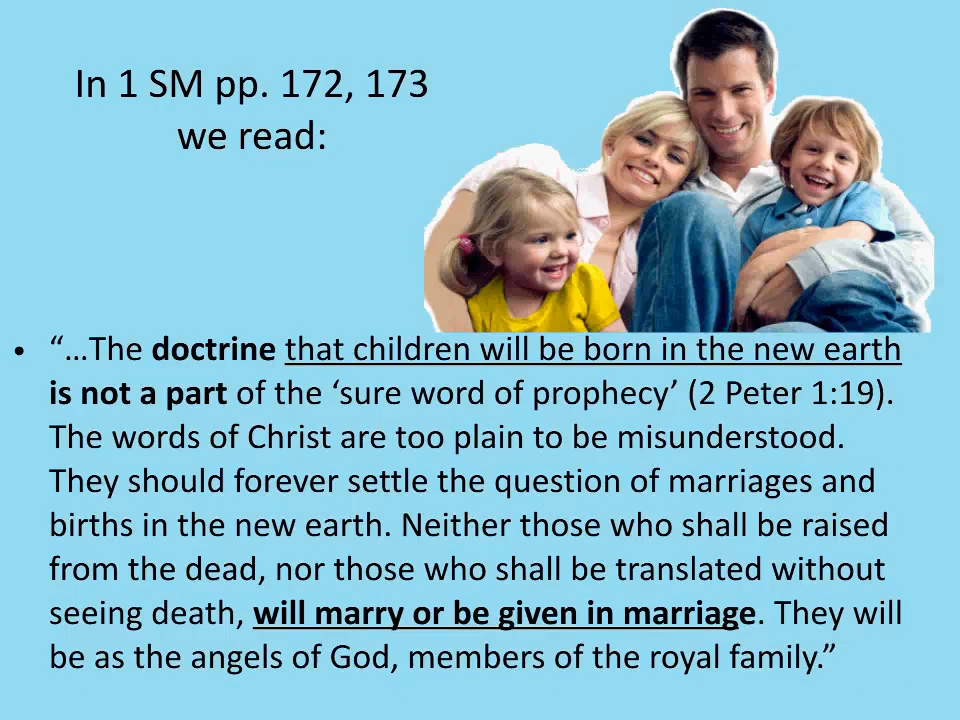 In 1 SM pp. 172, 173
we read:
• “…The doctrine that children will be born in the new earth
is not a part of the ‘sure word of prophecy’ (2 Peter 1:19).
The words of Christ are too plain to be misunderstood.
They should forever settle the question of marriages and
births in the new earth. Neither those who shall be raised
from the dead, nor those who shall be translated without
seeing death, will marry or be given in marriage. They will
be as the angels of God, members of the royal family.”